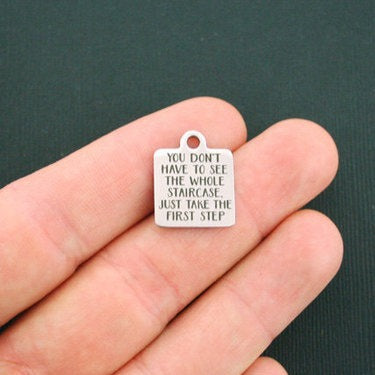 YOU DON'T
HAVE TO SEE
THE WHOLE
STAIRCASE,
JUST TAKE THE
FIRST STEP